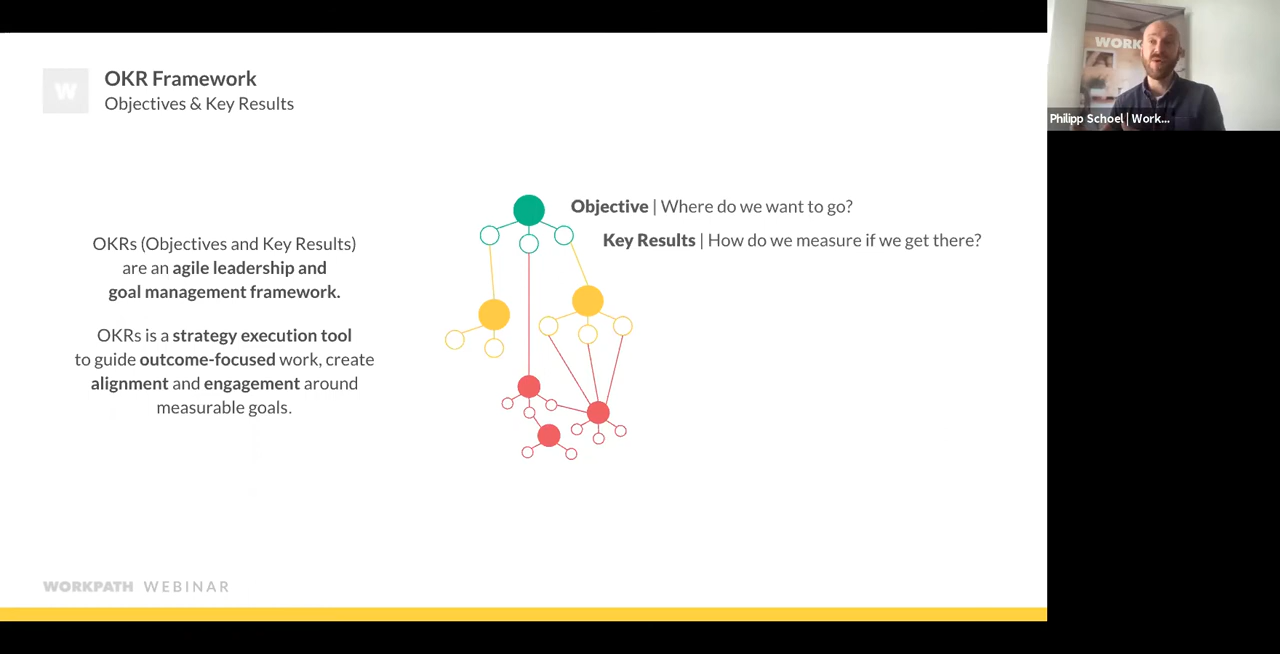 W
OKR Framework
Objectives & Key Results
OKRs (Objectives and Key Results)
are an agile leadership and
goal management framework.
OKRs is a strategy execution tool
to guide outcome-focused work, create
alignment and engagement around
measurable goals.
Objective | Where do we want to go?
Key Results | How do we measure if we get there?
WORKPATH WEBINAR
WORK
Philipp Schoel | Work...